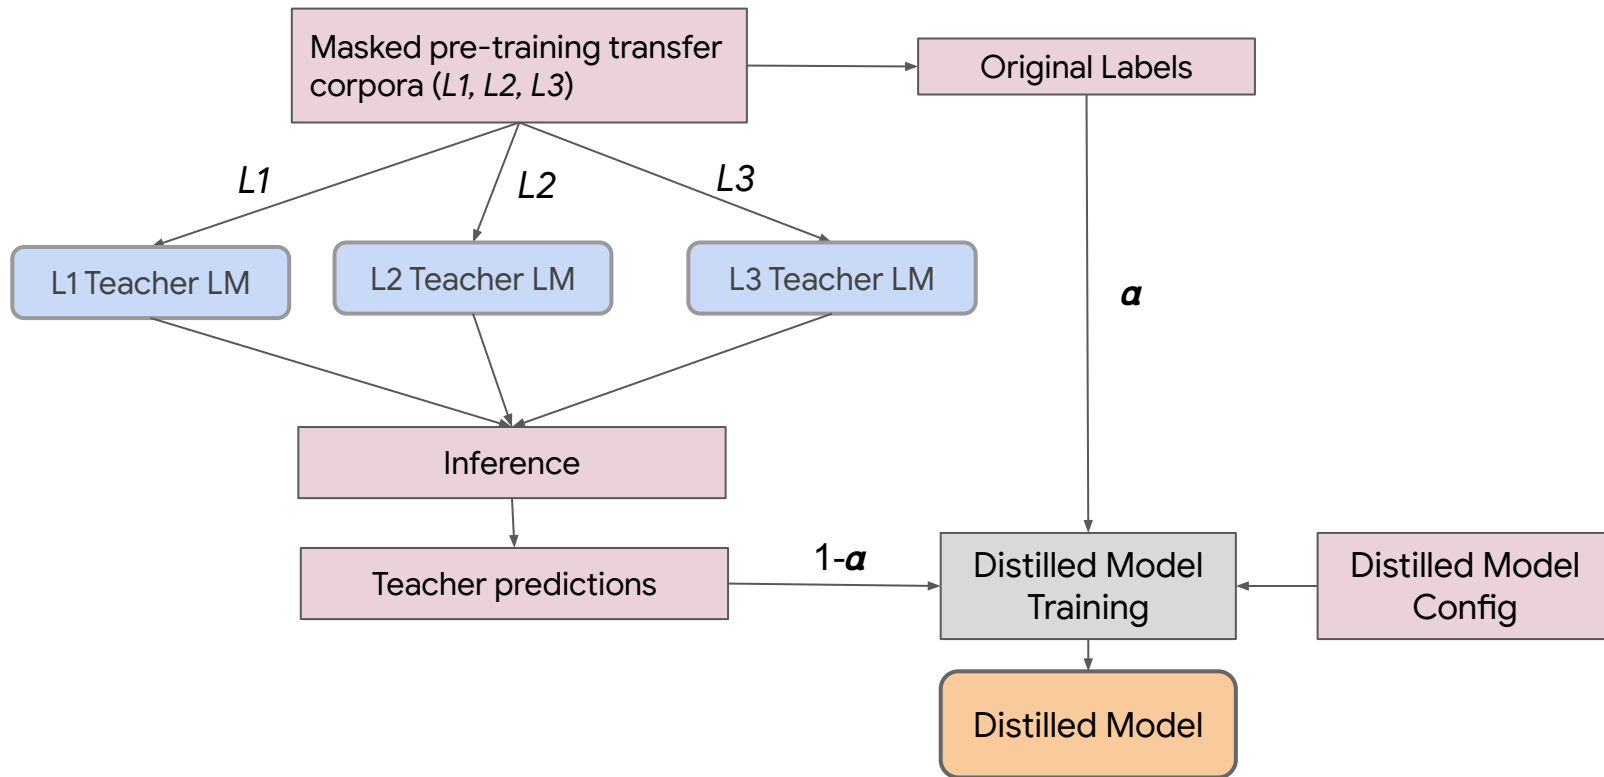 Masked pre-training transfer
corpora (L1, L2, L3)
Original Labels
L1
L2
L3
L1 Teacher LM
L2 Teacher LM
L3 Teacher LM
α
Inference
Teacher predictions
1-α
Distilled Model
Training
Distilled Model
Config
Distilled Model